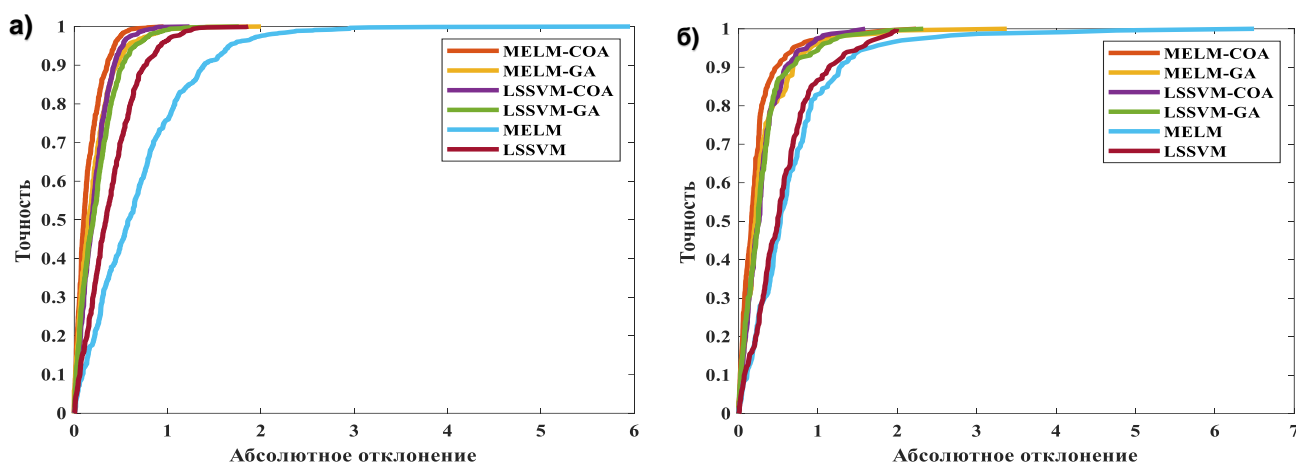 а)
1
0.9
0.8
0.7
0.6
0.5
0.4
0.3
0.2
0.1
0
Точность
0 1 2 3 4 5 6
Абсолютное отклонение
MELM-COA
MELM-GA
LSSVM-COA
LSSVM-GA
MELM
LSSVM
б)
1
0.9
0.8
0.7
0.6
0.5
0.4
0.3
0.2
0.1
0
Точность
0 1 2 3 4 5 6 7
Абсолютное отклонение
MELM-COA
MELM-GA
LSSVM-COA
LSSVM-GA
MELM
LSSVM